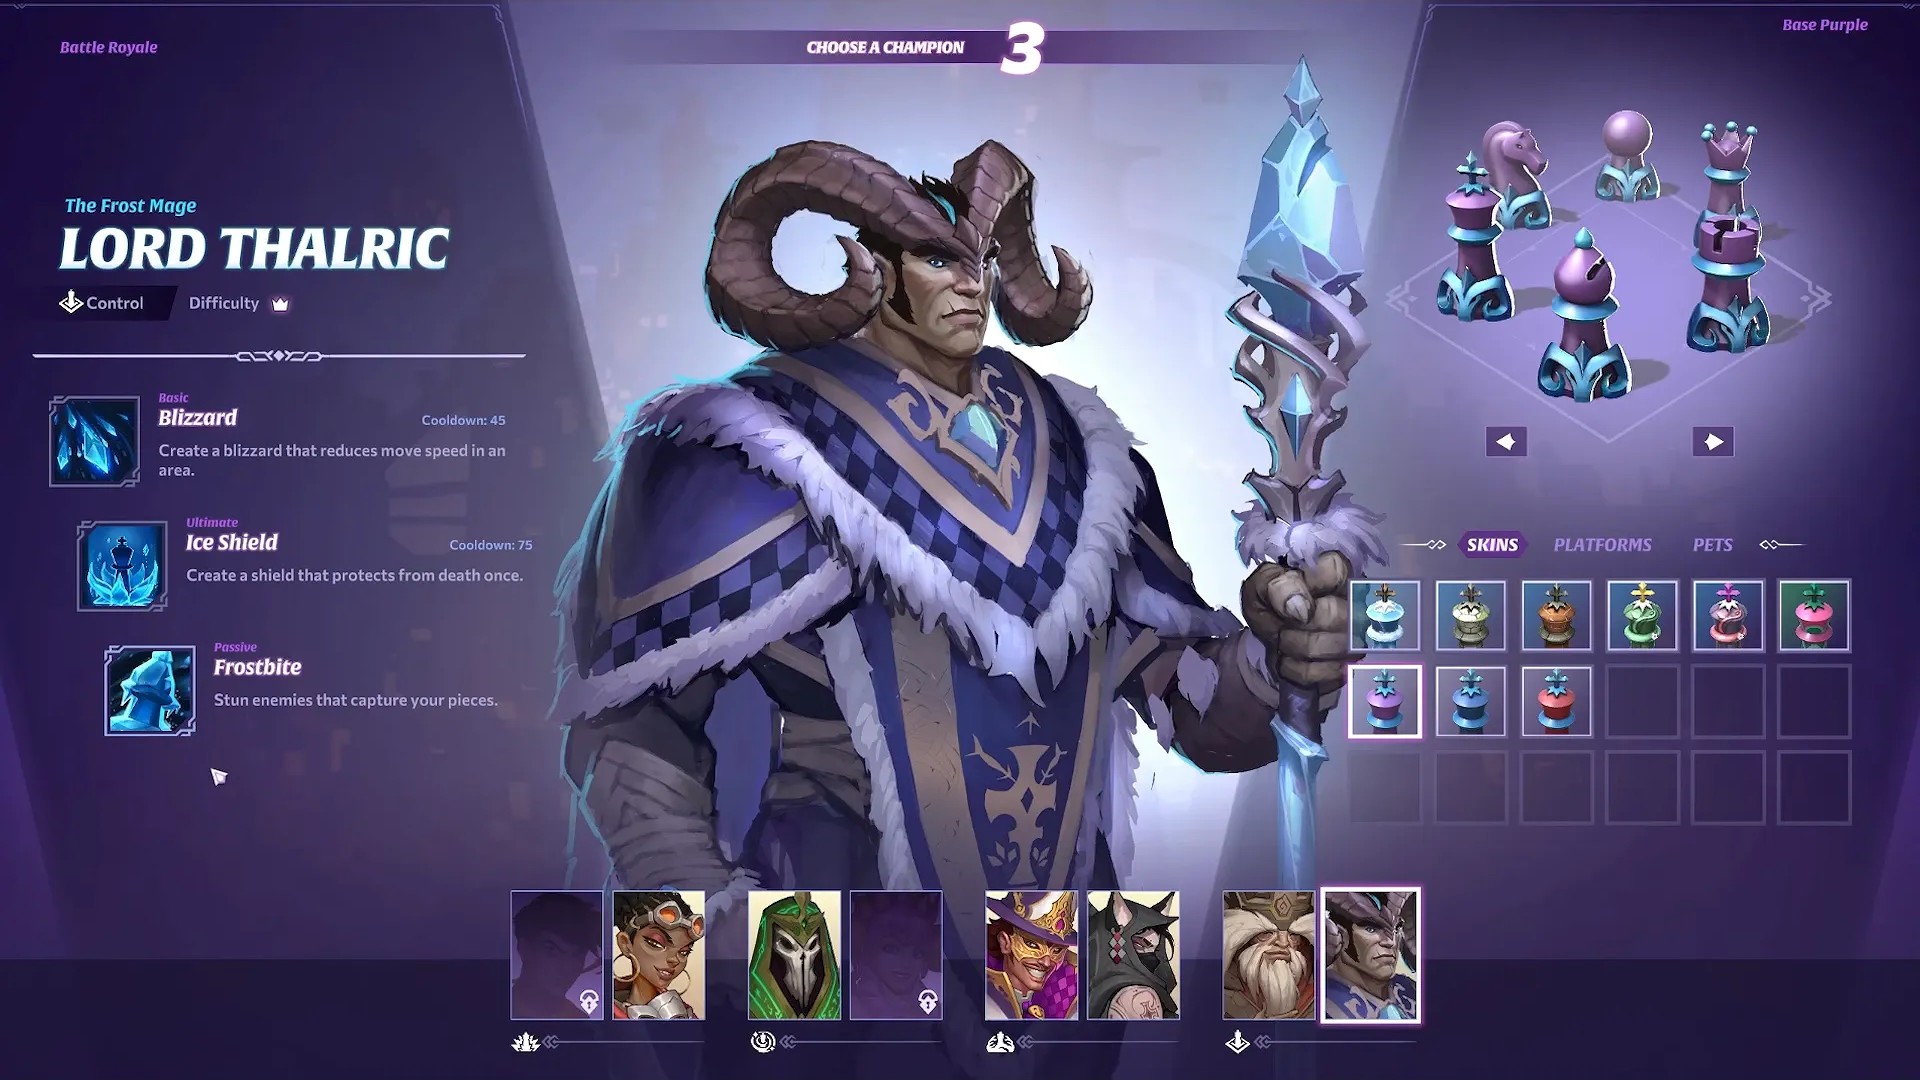 Battle Royale
CHOOSE A CHAMPION
3
Base Purple
The Frost Mage
LORD THALRIC
Control
Difficulty
Basic
Blizzard
Cooldown: 45
Create a blizzard that reduces move speed in an
area.
Ultimate
Ice Shield
Cooldown: 75
Create a shield that protects from death once.
Passive
Frostbite
Stun enemies that capture your pieces.
SKINS
PLATFORMS
PETS